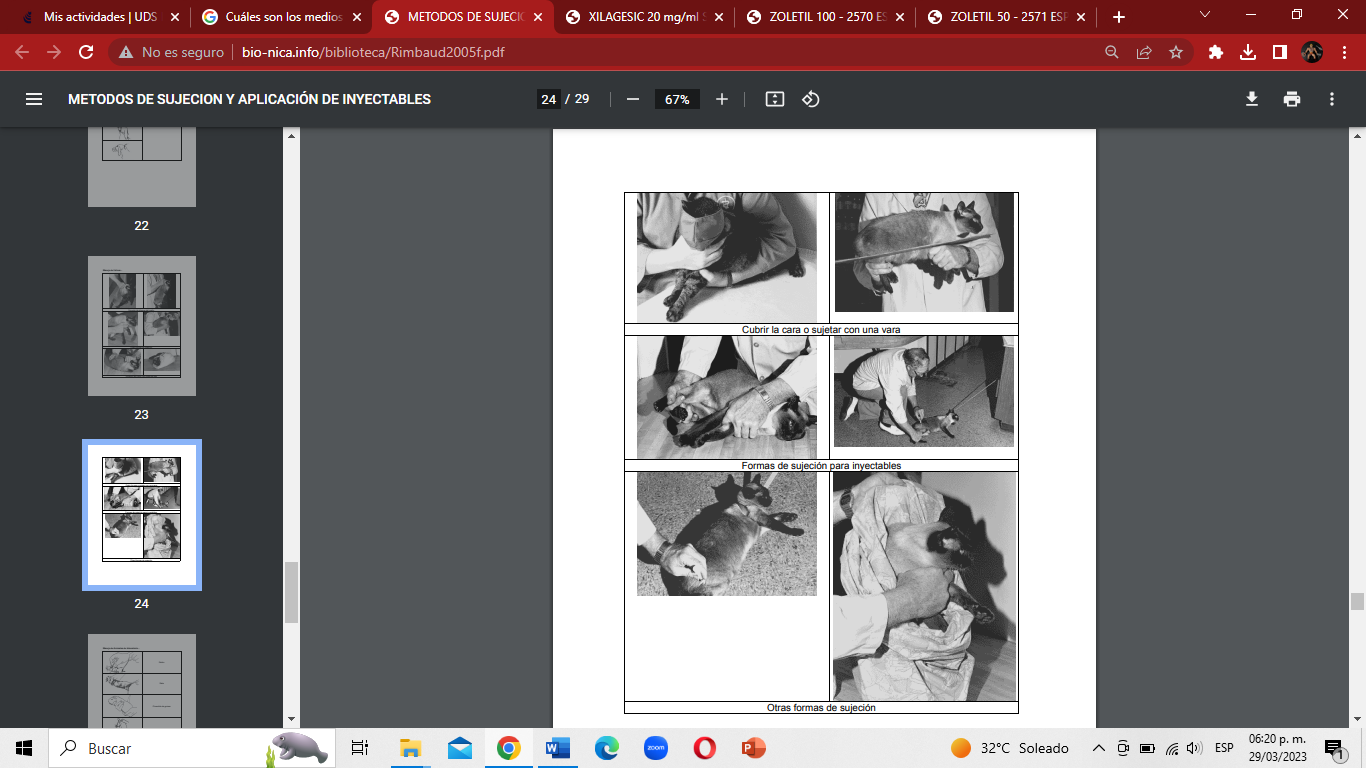 Mis actividades | UDS
Cuáles son los medios
METODOS DE SUJECIO
XILAGESIC 20 mg/ml S
ZOLETIL 100 - 2570 ES
ZOLETIL 50 - 2571 ESP
No es seguro
bio-nica.info/biblioteca/Rimbaud2005f.pdf
METODOS DE SUJECION Y APLICACIÓN DE INYECTABLES
24 / 29
67%
22
23
24
Cubrir la cara o sujetar con una vara
Formas de sujeción para inyectables
Otras formas de sujeción
Buscar
zoom
32°C Soleado
ESP
06:20 p. m.
29/03/2023
1